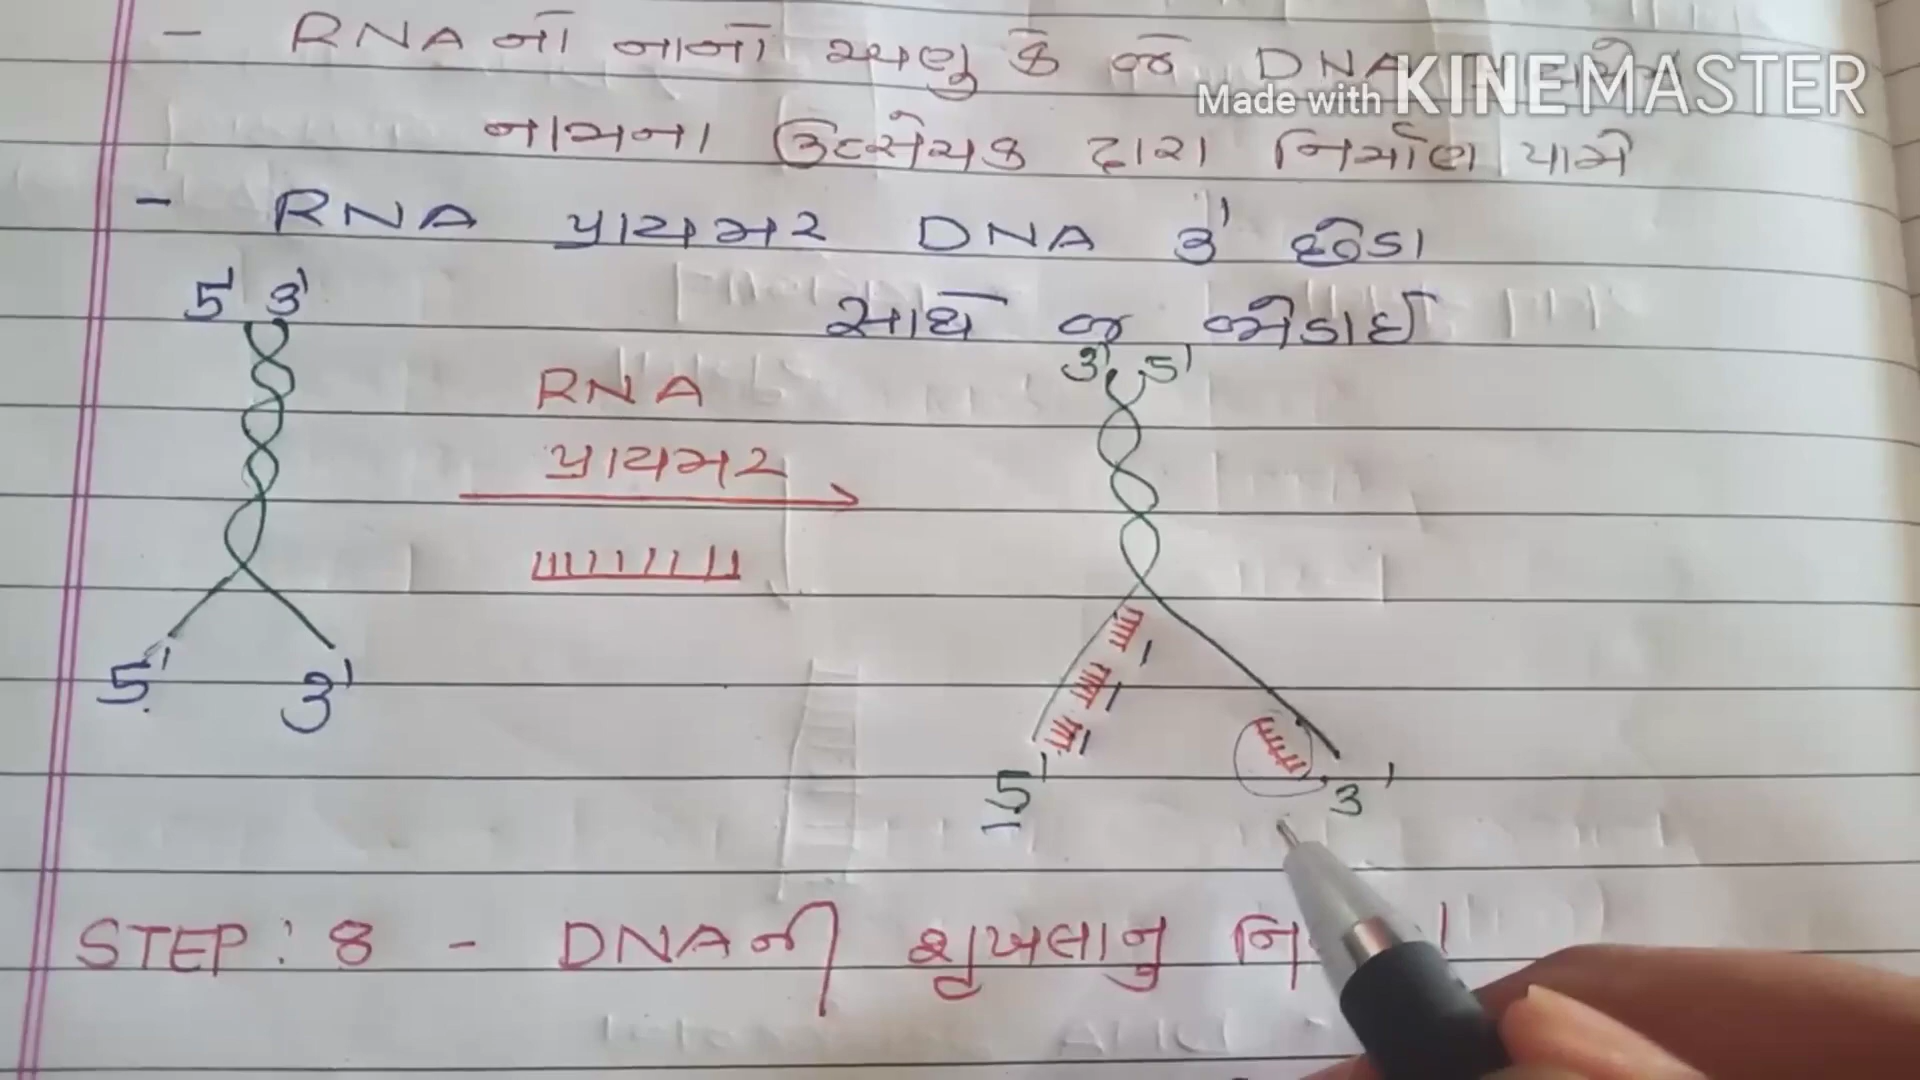 - RNA નો નાનો અણુ કે જે DNA
Made with KINEMASTER
નામના ઉત્સેચક દ્વારા નિર્માણ પામે
- RNA પ્રાયમર DNA 3' છેડા
સાથે જ જોડાઈ
5' 3'
3' 5'
RNA
પ્રાયમર
5' 3'
5' 3'
STEP: 8 - DNAની શૃખલાનુ